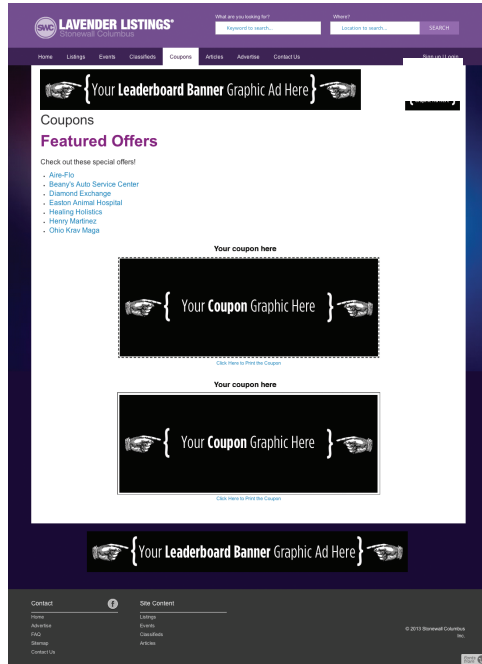 What are you looking for?
Where?
SWC LAVENDER LISTINGS®
Stonewall Columbus
Keyword to search...
Location to search...
SEARCH
Home Listings Events Classifieds Coupons Articles Advertise Contact Us Sign up | Login
{Your Leaderboard Banner Graphic Ad Here}
Coupons
Featured Offers
Check out these special offers!
Aire-Flo
Beany's Auto Service Center
Diamond Exchange
Easton Animal Hospital
Healing Holistics
Henry Martinez
Ohio Krav Maga
Your coupon here
{ Your Coupon Graphic Here }
Click Here to Print the Coupon
Your coupon here
{ Your Coupon Graphic Here }
Click Here to Print the Coupon
{Your Leaderboard Banner Graphic Ad Here}
Contact
Site Content
Home
Listings
Advertise
Events
FAQ
Classifieds
Sitemap
Articles
Contact Us
© 2013 Stonewall Columbus
Inc.